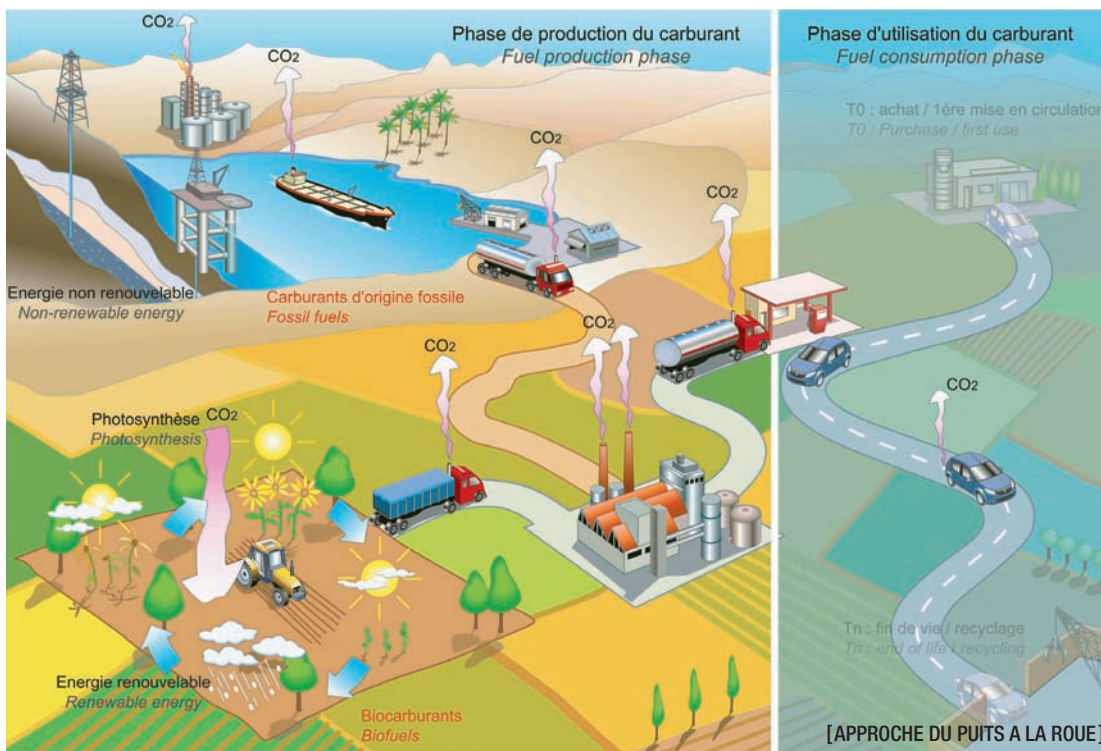 CO2
CO2
Phase de production du carburant
Fuel production phase
Phase d'utilisation du carburant
Fuel consumption phase
T0 : achat / 1ère mise en circulation
T0 : Purchase / first use
CO2
CO2
Energie non renouvelable
Non-renewable energy
Carburants d'origine fossile
Fossil fuels
CO2
CO2
Photosynthèse
Photosynthesis
CO2
CO2
Energie renouvelable
Renewable energy
Biocarburants
Biofuels
Tn : fin de vie / recyclage
Tn : end of life / recycling
[APPROCHE DU PUITS A LA ROUE]